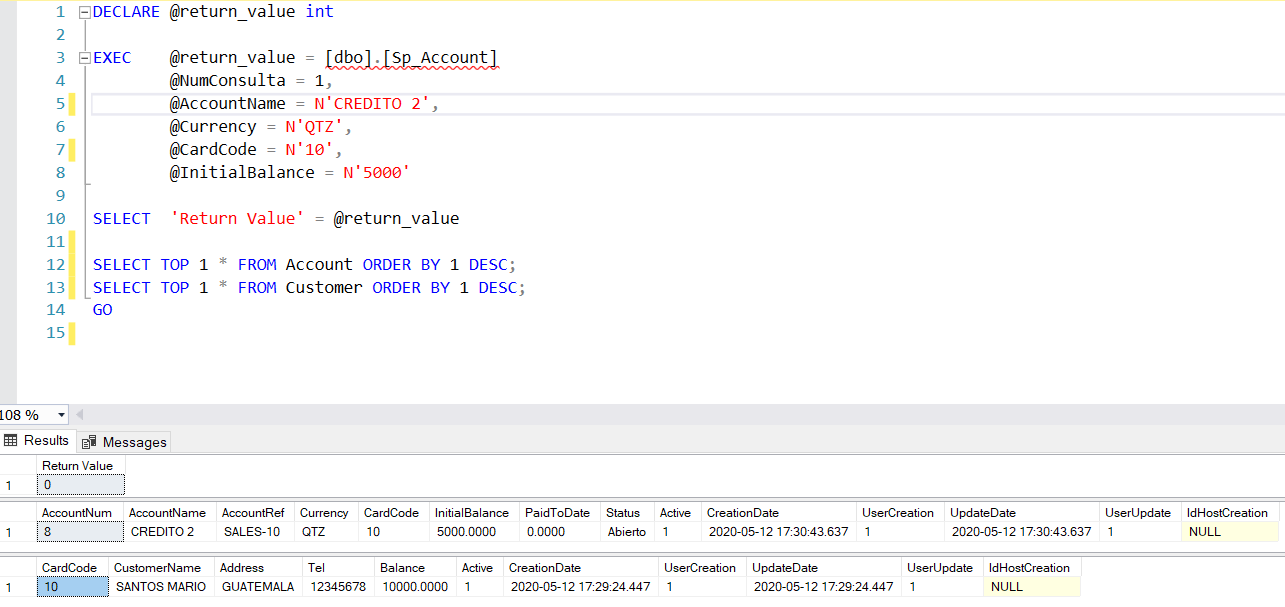 1 DECLARE @return_value int
2
3 EXEC @return_value = [dbo].[Sp_Account]
4 @NumConsulta = 1,
5 @AccountName = N'CREDITO 2',
6 @Currency = N'QTZ',
7 @CardCode = N'10',
8 @InitialBalance = N'5000'
9
10 SELECT 'Return Value' = @return_value
11
12 SELECT TOP 1 * FROM Account ORDER BY 1 DESC;
13 SELECT TOP 1 * FROM Customer ORDER BY 1 DESC;
14 GO
15
108 %
Results Messages
Return Value
1 0
AccountNum AccountName AccountRef Currency CardCode InitialBalance PaidToDate Status Active CreationDate UserCreation UpdateDate UserUpdate IdHostCreation
1 8 CREDITO 2 SALES-10 QTZ 10 5000.0000 0.0000 Abierto 1 2020-05-12 17:30:43.637 1 2020-05-12 17:30:43.637 1 NULL
CardCode CustomerName Address Tel Balance Active CreationDate UserCreation UpdateDate UserUpdate IdHostCreation
1 10 SANTOS MARIO GUATEMALA 12345678 10000.0000 1 2020-05-12 17:29:24.447 1 2020-05-12 17:29:24.447 1 NULL